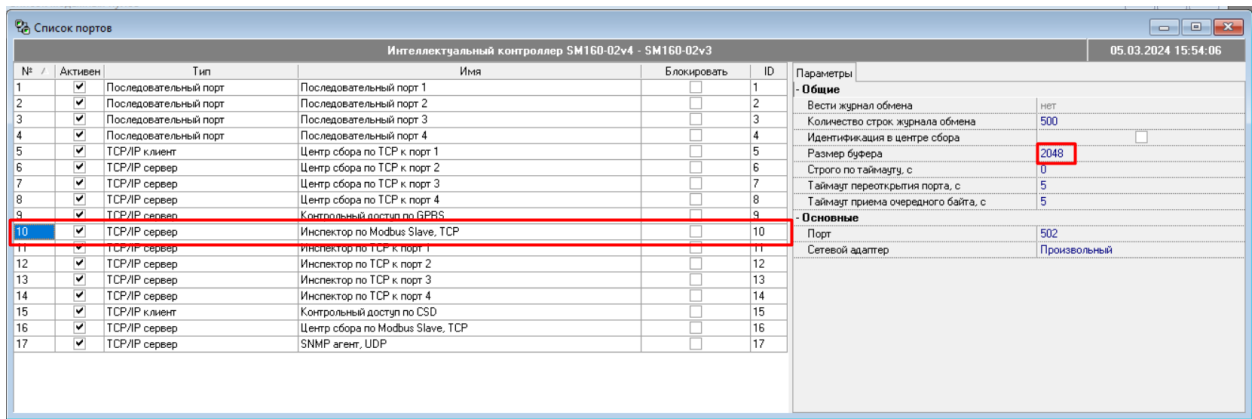 Список портов
Интеллектуальный контроллер SM160-02v4 - SM160-02v3 05.03.2024 15:54:06
№ / Активен Тип Имя Блокировать ID
1 Последовательный порт Последовательный порт 1 1
2 Последовательный порт Последовательный порт 2 2
3 Последовательный порт Последовательный порт 3 3
4 Последовательный порт Последовательный порт 4 4
5 TCP/IP клиент Центр сбора по TCP к порт 1 5
6 TCP/IP сервер Центр сбора по TCP к порт 2 6
7 TCP/IP сервер Центр сбора по TCP к порт 3 7
8 TCP/IP сервер Центр сбора по TCP к порт 4 8
9 TCP/IP сервер Контрольный доступ по GPRS 9
10 TCP/IP сервер Инспектор по Modbus Slave, TCP 10
11 TCP/IP сервер Инспектор по TCP к порт 1 11
12 TCP/IP сервер Инспектор по TCP к порт 2 12
13 TCP/IP сервер Инспектор по TCP к порт 3 13
14 TCP/IP сервер Инспектор по TCP к порт 4 14
15 TCP/IP клиент Контрольный доступ по CSD 15
16 TCP/IP сервер Центр сбора по Modbus Slave, TCP 16
17 TCP/IP сервер SNMP агент, UDP 17
Параметры
- Общие
Вести журнал обмена нет
Количество строк журнала обмена 500
Идентификация в центре сбора
Размер буфера 2048
Строго по таймауту, с 0
Таймаут переоткрытия порта, с 5
Таймаут приема очередного байта, с 5
- Основные
Порт 502
Сетевой адаптер Произвольный